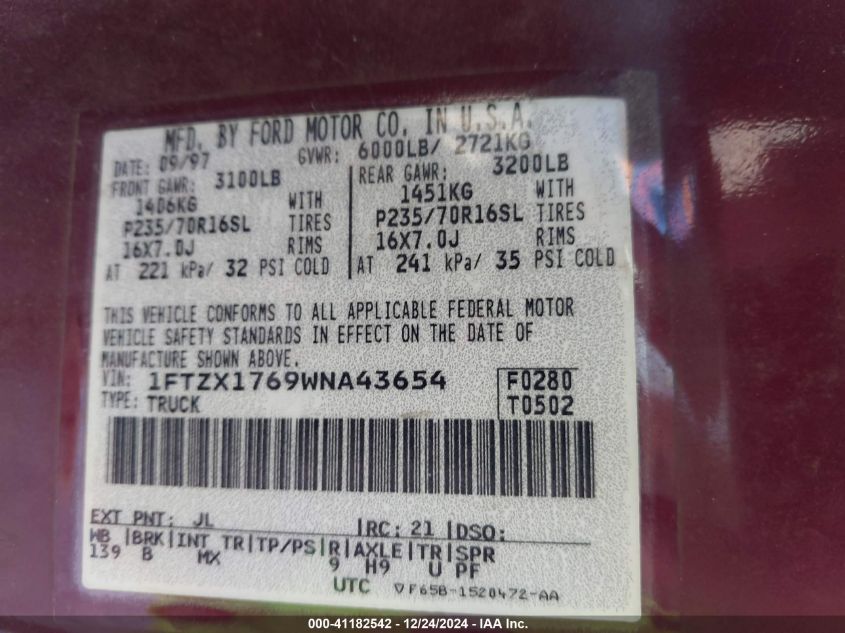 MFD. BY FORD MOTOR CO. IN U.S.A.
DATE: 09/97 GVWR: 6000LB/ 2721KG
FRONT GAWR: 3100LB REAR GAWR: 3200LB
1406KG WITH 1451KG WITH
P235/70R16SL TIRES P235/70R16SL TIRES
16X7.0J RIMS 16X7.0J RIMS
AT 221 kPa/ 32 PSI COLD AT 241 kPa/ 35 PSI COLD
THIS VEHICLE CONFORMS TO ALL APPLICABLE FEDERAL MOTOR
VEHICLE SAFETY STANDARDS IN EFFECT ON THE DATE OF
MANUFACTURE SHOWN ABOVE.
VIN: 1FTZX1769WNA43654 F0280
TYPE: TRUCK T0502
EXT PNT: JL RC: 21 DSO:
WB BRK INT TR TP/PS R AXLE TR SPR
139 B MX 9 H9 U PF
UTC ▽F65B-1520472-AA
000-41182542 - 12/24/2024 - IAA Inc.